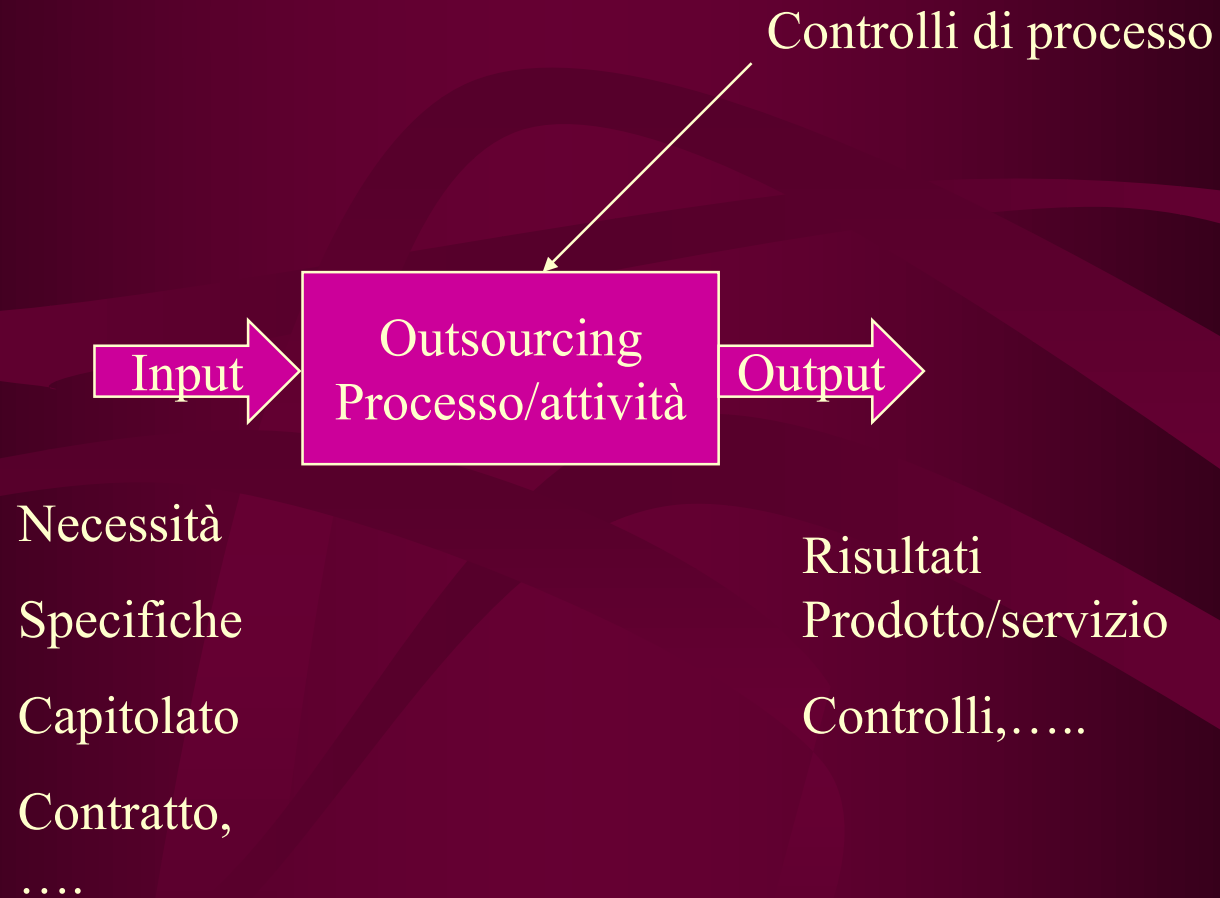 Controlli di processo
Input
Outsourcing
Processo/attività
Output
Necessità
Specifiche
Capitolato
Contratto,
….
Risultati
Prodotto/servizio
Controlli,…..